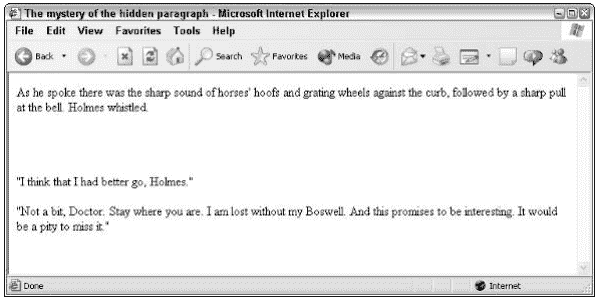 The mystery of the hidden paragraph - Microsoft Internet Explorer
File Edit View Favorites Tools Help
Back Search Favorites Media
As he spoke there was the sharp sound of horses' hoofs and grating wheels against the curb, followed by a sharp pull
at the bell. Holmes whistled.
"I think that I had better go, Holmes."
"Not a bit, Doctor. Stay where you are. I am lost without my Boswell. And this promises to be interesting. It would
be a pity to miss it."
Done Internet